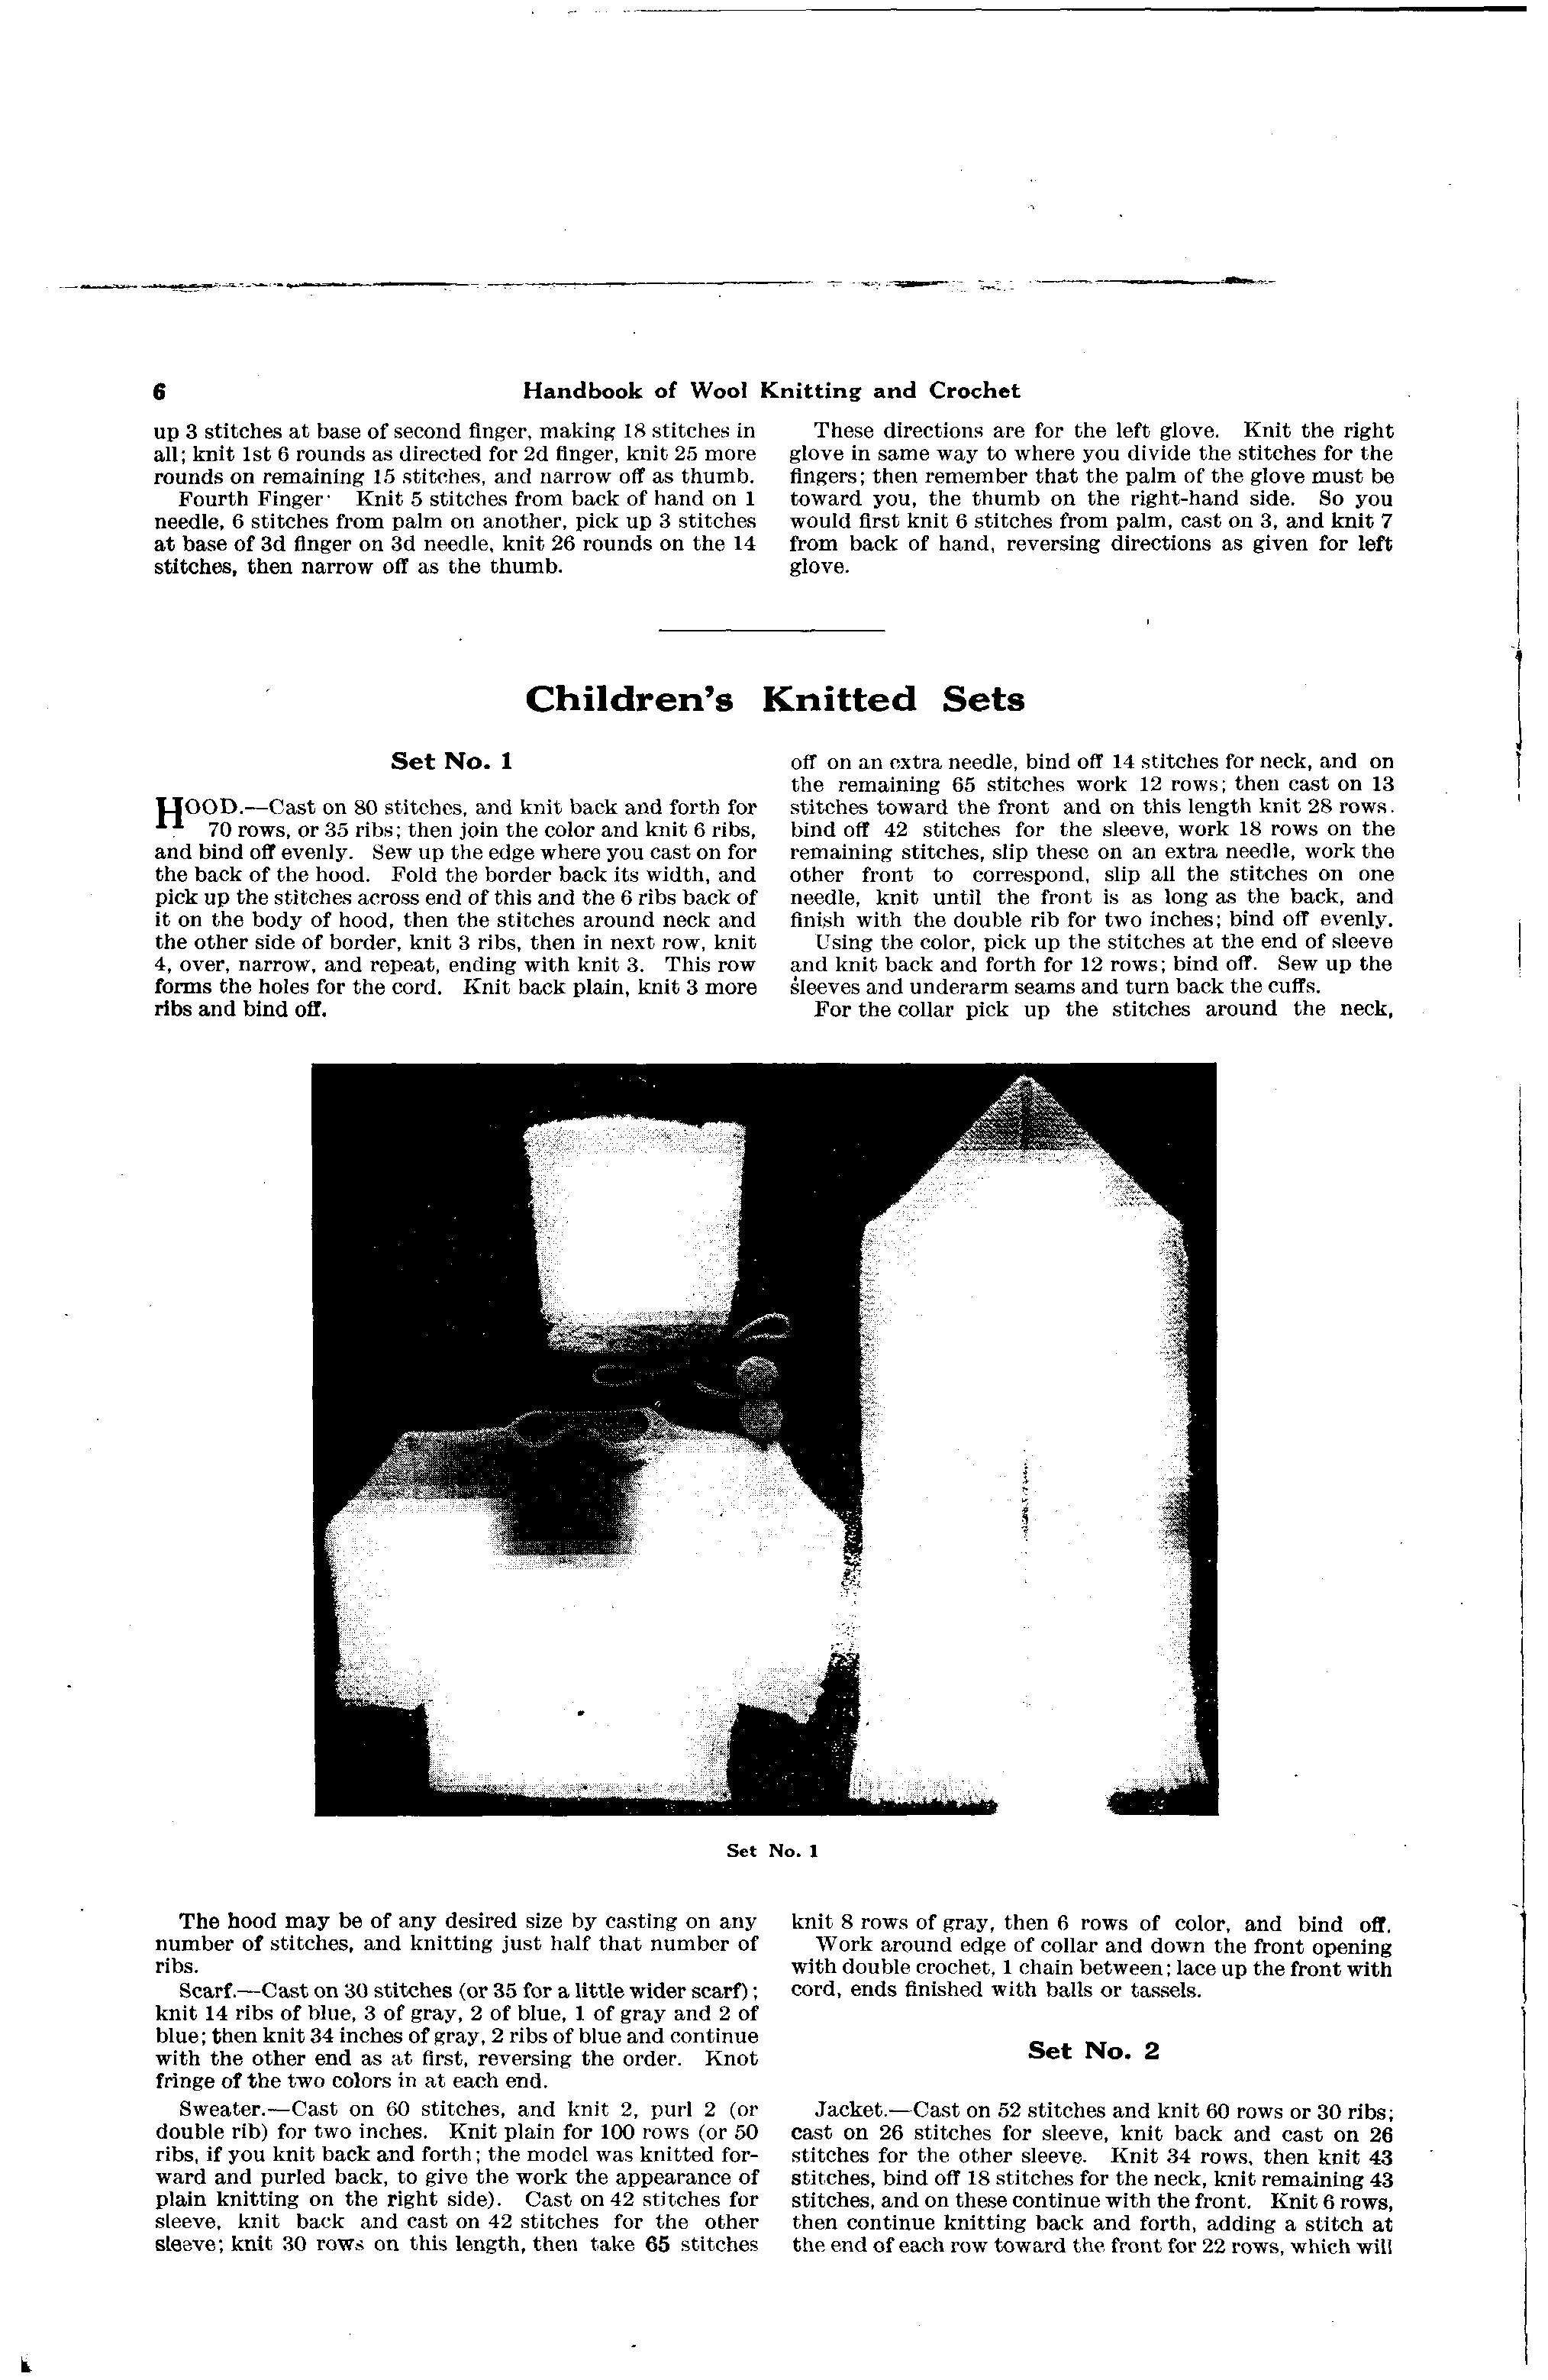 6
Handbook of Wool Knitting and Crochet
up 3 stitches at base of second finger, making 18 stitches in
all; knit 1st 6 rounds as directed for 2d finger, knit 25 more
rounds on remaining 15 stitches, and narrow off as thumb.
Fourth Finger· Knit 5 stitches from back of hand on 1
needle, 6 stitches from palm on another, pick up 3 stitches
at base of 3d finger on 3d needle, knit 26 rounds on the 14
stitches, then narrow off as the thumb.
These directions are for the left glove. Knit the right
glove in same way to where you divide the stitches for the
fingers; then remember that the palm of the glove must be
toward you, the thumb on the right-hand side. So you
would first knit 6 stitches from palm, cast on 3, and knit 7
from back of hand, reversing directions as given for left
glove.
Children's Knitted Sets
Set No. 1
HOOD.—Cast on 80 stitches, and knit back and forth for
70 rows, or 35 ribs; then join the color and knit 6 ribs,
and bind off evenly. Sew up the edge where you cast on for
the back of the hood. Fold the border back its width, and
pick up the stitches across end of this and the 6 ribs back of
it on the body of hood, then the stitches around neck and
the other side of border, knit 3 ribs, then in next row, knit
4, over, narrow, and repeat, ending with knit 3. This row
forms the holes for the cord. Knit back plain, knit 3 more
ribs and bind off.
off on an extra needle, bind off 14 stitches for neck, and on
the remaining 65 stitches work 12 rows; then cast on 13
stitches toward the front and on this length knit 28 rows.
bind off 42 stitches for the sleeve, work 18 rows on the
remaining stitches, slip these on an extra needle, work the
other front to correspond, slip all the stitches on one
needle, knit until the front is as long as the back, and
finish with the double rib for two inches; bind off evenly.
Using the color, pick up the stitches at the end of sleeve
and knit back and forth for 12 rows; bind off. Sew up the
sleeves and underarm seams and turn back the cuffs.
For the collar pick up the stitches around the neck,
Set No. 1
The hood may be of any desired size by casting on any
number of stitches, and knitting just half that number of
ribs.
Scarf.—Cast on 30 stitches (or 35 for a little wider scarf);
knit 14 ribs of blue, 3 of gray, 2 of blue, 1 of gray and 2 of
blue; then knit 34 inches of gray, 2 ribs of blue and continue
with the other end as at first, reversing the order. Knot
fringe of the two colors in at each end.
Sweater.—Cast on 60 stitches, and knit 2, purl 2 (or
double rib) for two inches. Knit plain for 100 rows (or 50
ribs, if you knit back and forth; the model was knitted for-
ward and purled back, to give the work the appearance of
plain knitting on the right side). Cast on 42 stitches for
sleeve, knit back and cast on 42 stitches for the other
sleeve; knit 30 rows on this length, then take 65 stitches
knit 8 rows of gray, then 6 rows of color, and bind off.
Work around edge of collar and down the front opening
with double crochet, 1 chain between; lace up the front with
cord, ends finished with balls or tassels.
Set No. 2
Jacket.—Cast on 52 stitches and knit 60 rows or 30 ribs;
cast on 26 stitches for sleeve, knit back and cast on 26
stitches for the other sleeve. Knit 34 rows, then knit 43
stitches, bind off 18 stitches for the neck, knit remaining 43
stitches, and on these continue with the front. Knit 6 rows,
then continue knitting back and forth, adding a stitch at
the end of each row toward the front for 22 rows, which will